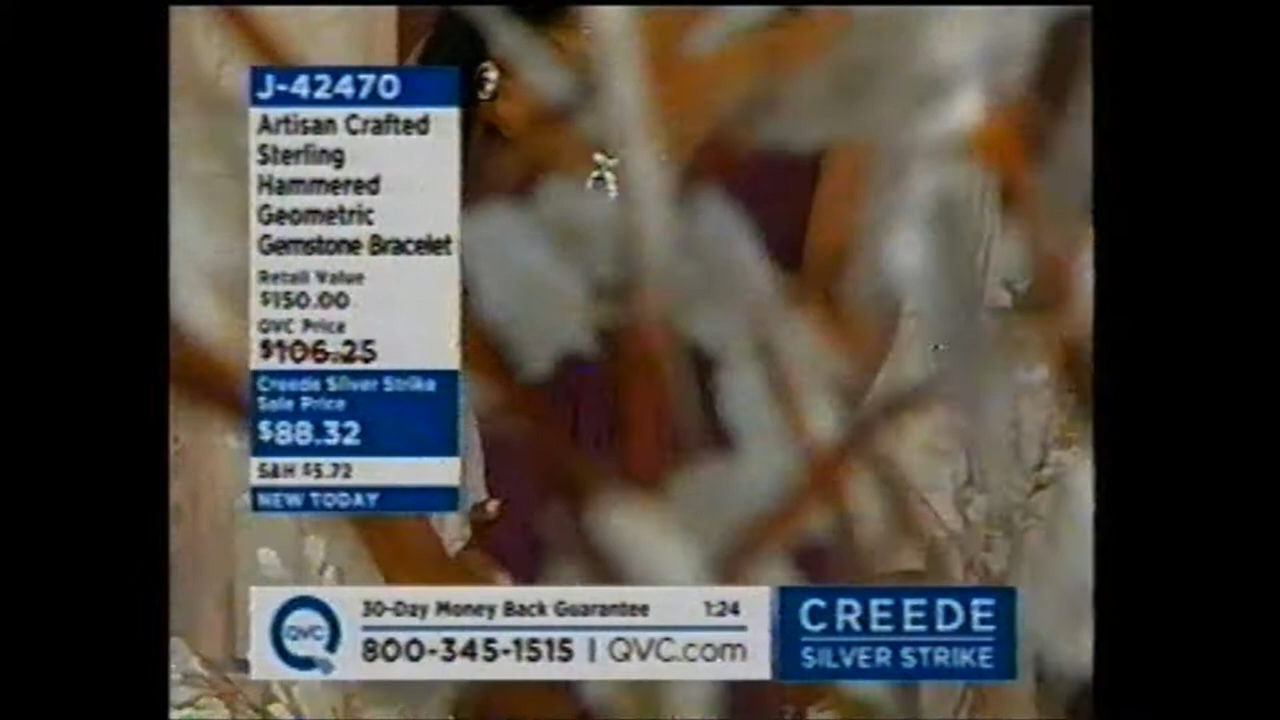 J-42470
Artisan Crafted
Sterling
Hammered
Geometric
Gemstone Bracelet
Retail Value
$150.00
QVC Price
$106.25
Creede Silver Strike
Sale Price
$88.32
S&H $5.72
NEW TODAY
QVC
30-Day Money Back Guarantee 1:24
800-345-1515 | QVC.com
CREEDE
SILVER STRIKE